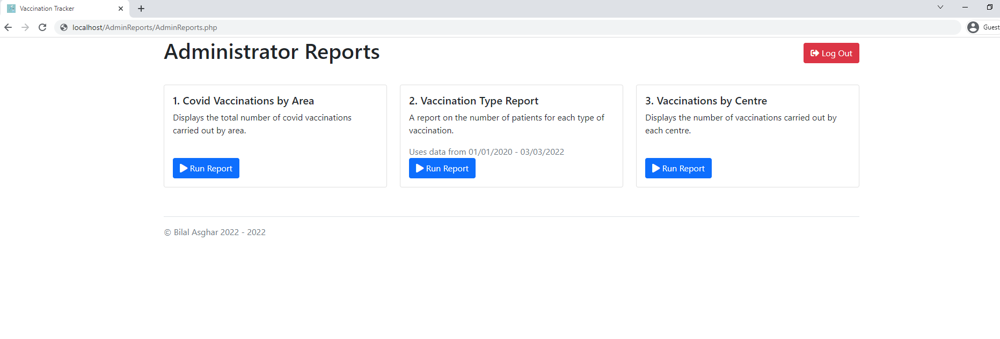 Vaccination Tracker
localhost/AdminReports/AdminReports.php
Guest
Administrator Reports
Log Out
1. Covid Vaccinations by Area
Displays the total number of covid vaccinations
carried out by area.
Run Report
2. Vaccination Type Report
A report on the number of patients for each type of
vaccination.
Uses data from 01/01/2020 - 03/03/2022
Run Report
3. Vaccinations by Centre
Displays the number of vaccinations carried out by
each centre.
Run Report
© Bilal Asghar 2022 - 2022